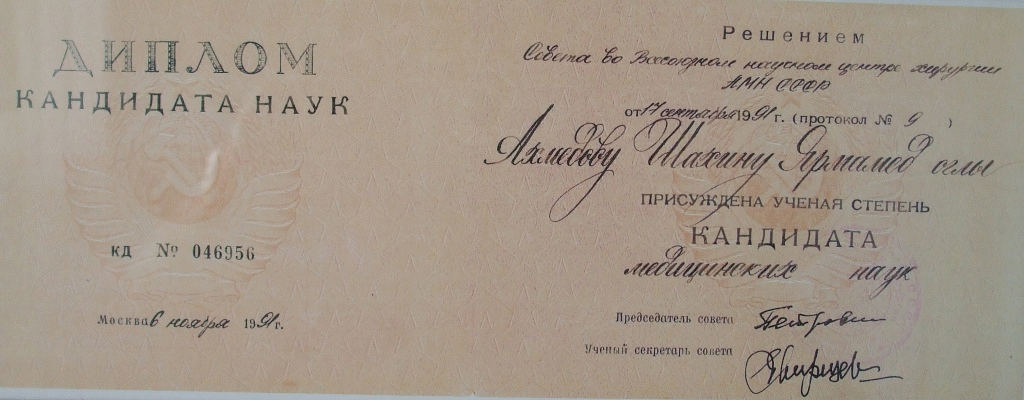 ДИПЛОМ
КАНДИДАТА НАУК
КД № 046956
Москва 6 ноября 1991 г.
Решением
Совета во Всесоюзном научном центре хирургии
АМН СССР
от 17 сентября 1991 г. (протокол № 9 )
Ахмедову Шахину Ярмамед оглы
ПРИСУЖДЕНА УЧЕНАЯ СТЕПЕНЬ
КАНДИДАТА
медицинских наук
Председатель совета
Ученый секретарь совета